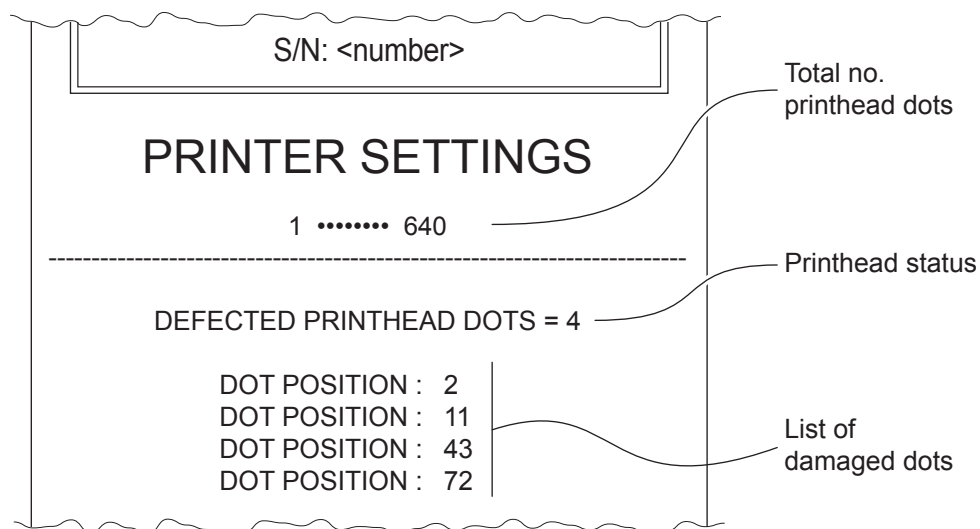 S/N: <number>
Total no.
printhead dots
PRINTER SETTINGS
1 •••••••• 640
Printhead status
DEFECTED PRINTHEAD DOTS = 4
DOT POSITION : 2
DOT POSITION : 11
DOT POSITION : 43
DOT POSITION : 72
List of
damaged dots